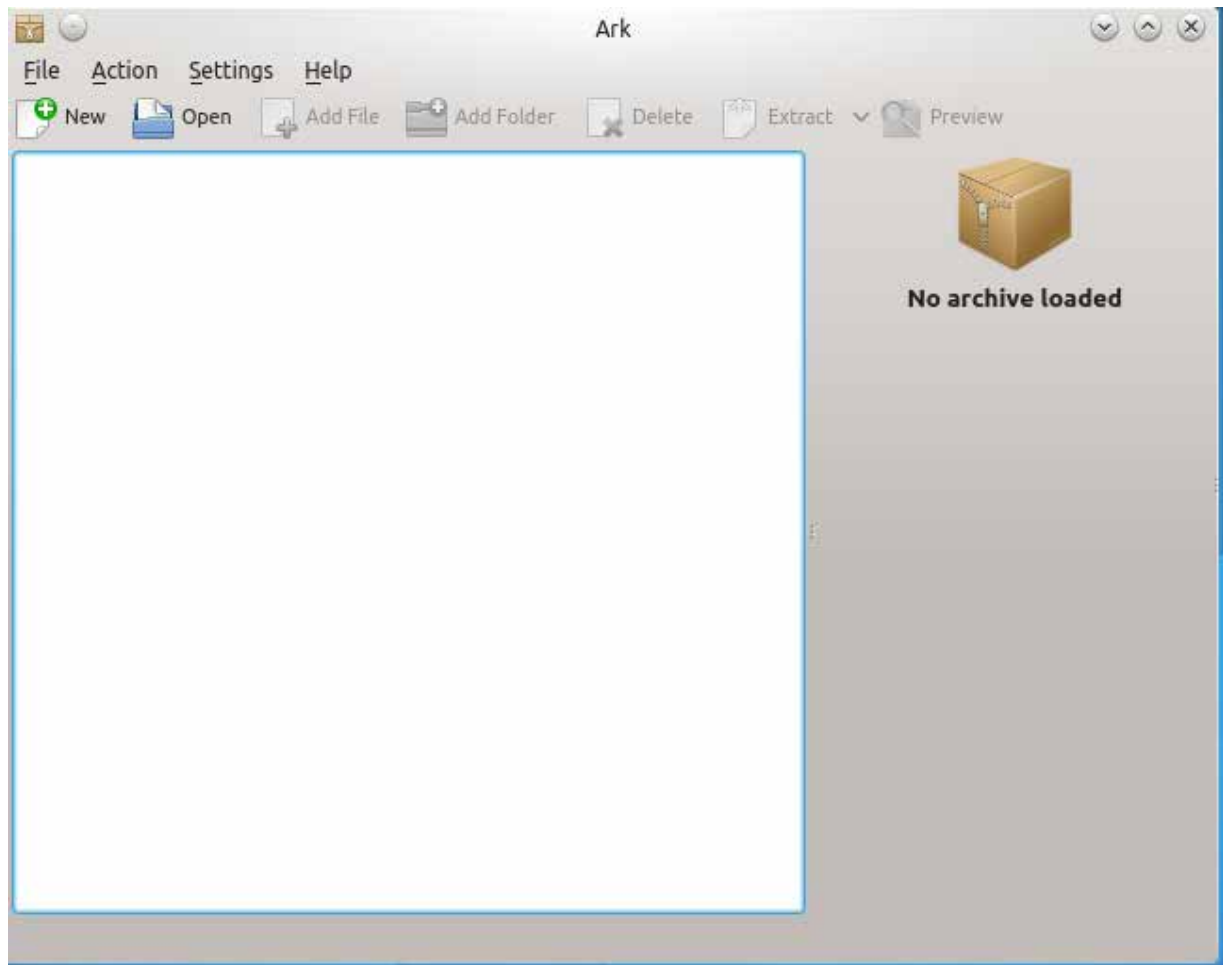 Ark
File Action Settings Help
New Open Add File Add Folder Delete Extract Preview
No archive loaded